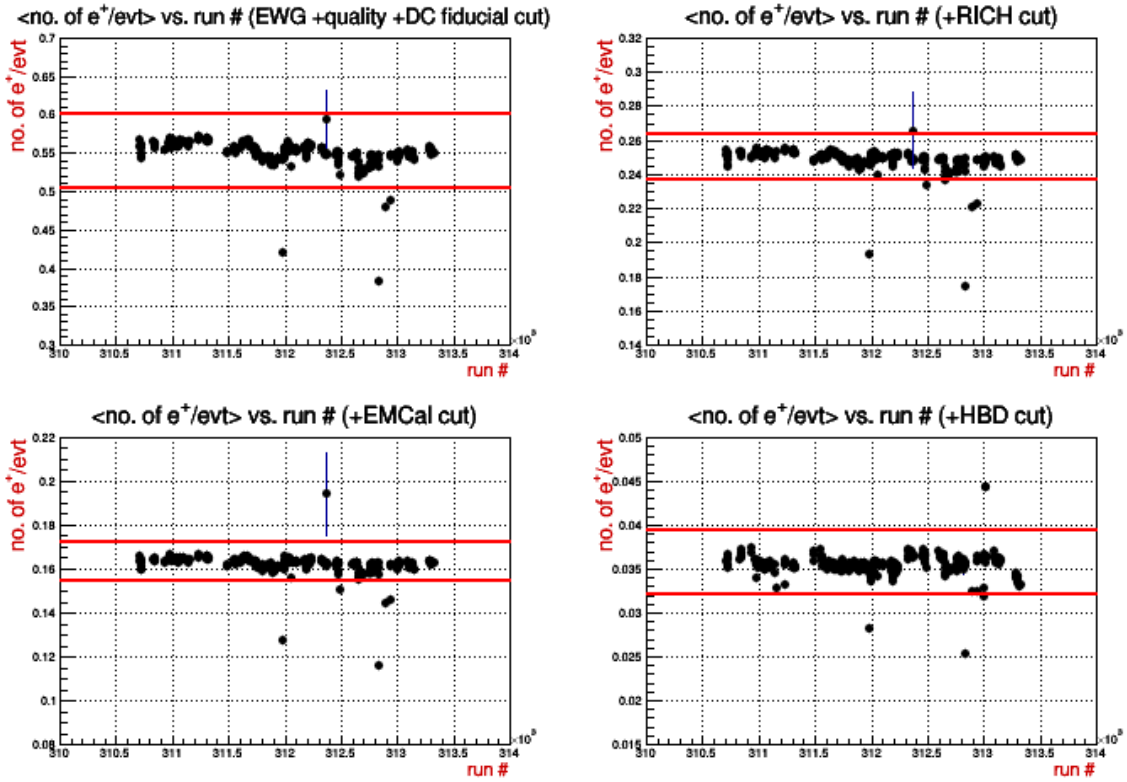 <no. of e⁺/evt> vs. run # (EWG +quality +DC fiducial cut)
no. of e⁺/evt
0.7
0.65
0.6
0.55
0.5
0.45
0.4
0.35
0.3
310 310.5 311 311.5 312 312.5 313 313.5 314
×10³
run #
<no. of e⁺/evt> vs. run # (+RICH cut)
no. of e⁺/evt
0.32
0.3
0.28
0.26
0.24
0.22
0.2
0.18
0.16
0.14
310 310.5 311 311.5 312 312.5 313 313.5 314
×10³
run #
<no. of e⁺/evt> vs. run # (+EMCal cut)
no. of e⁺/evt
0.22
0.2
0.18
0.16
0.14
0.12
0.1
0.08
310 310.5 311 311.5 312 312.5 313 313.5 314
×10³
run #
<no. of e⁺/evt> vs. run # (+HBD cut)
no. of e⁺/evt
0.05
0.045
0.04
0.035
0.03
0.025
0.02
0.015
310 310.5 311 311.5 312 312.5 313 313.5 314
×10³
run #